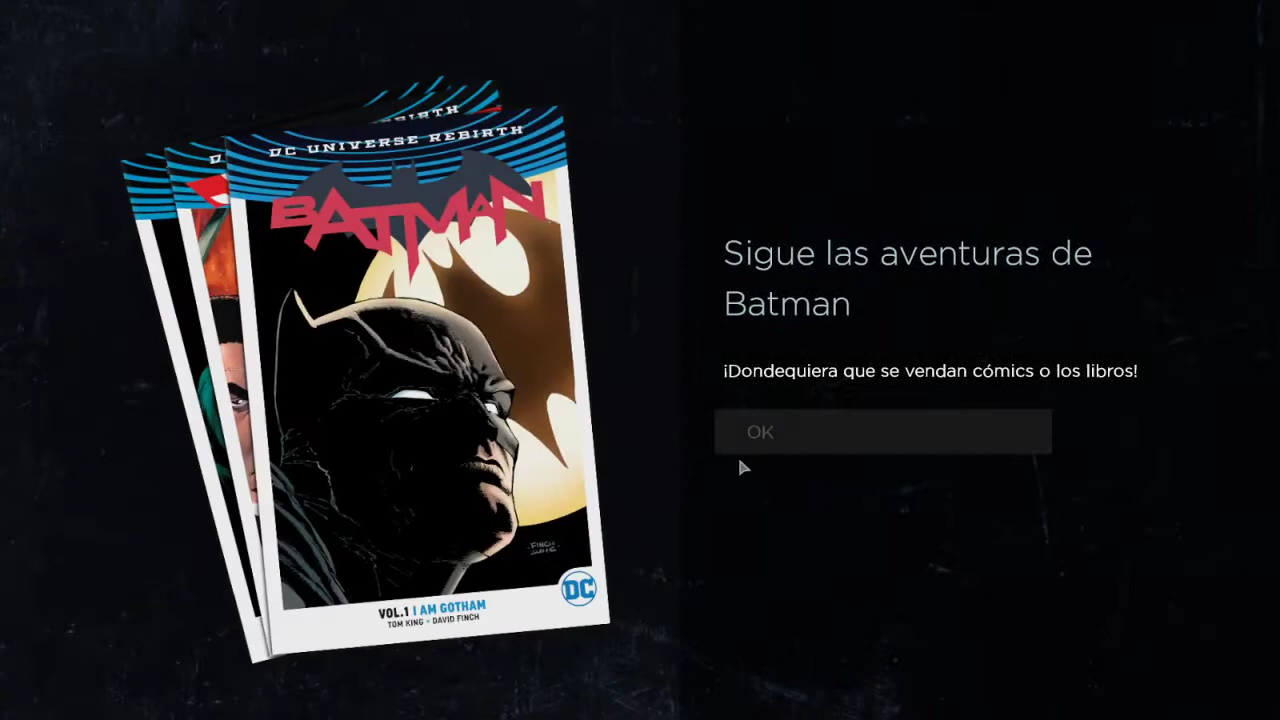 DC UNIVERSE REBIRTH
BATMAN
FINCH
VOL.1 I AM GOTHAM
TOM KING • DAVID FINCH
DC
Sigue las aventuras de
Batman
¡Dondequiera que se vendan cómics o los libros!
OK